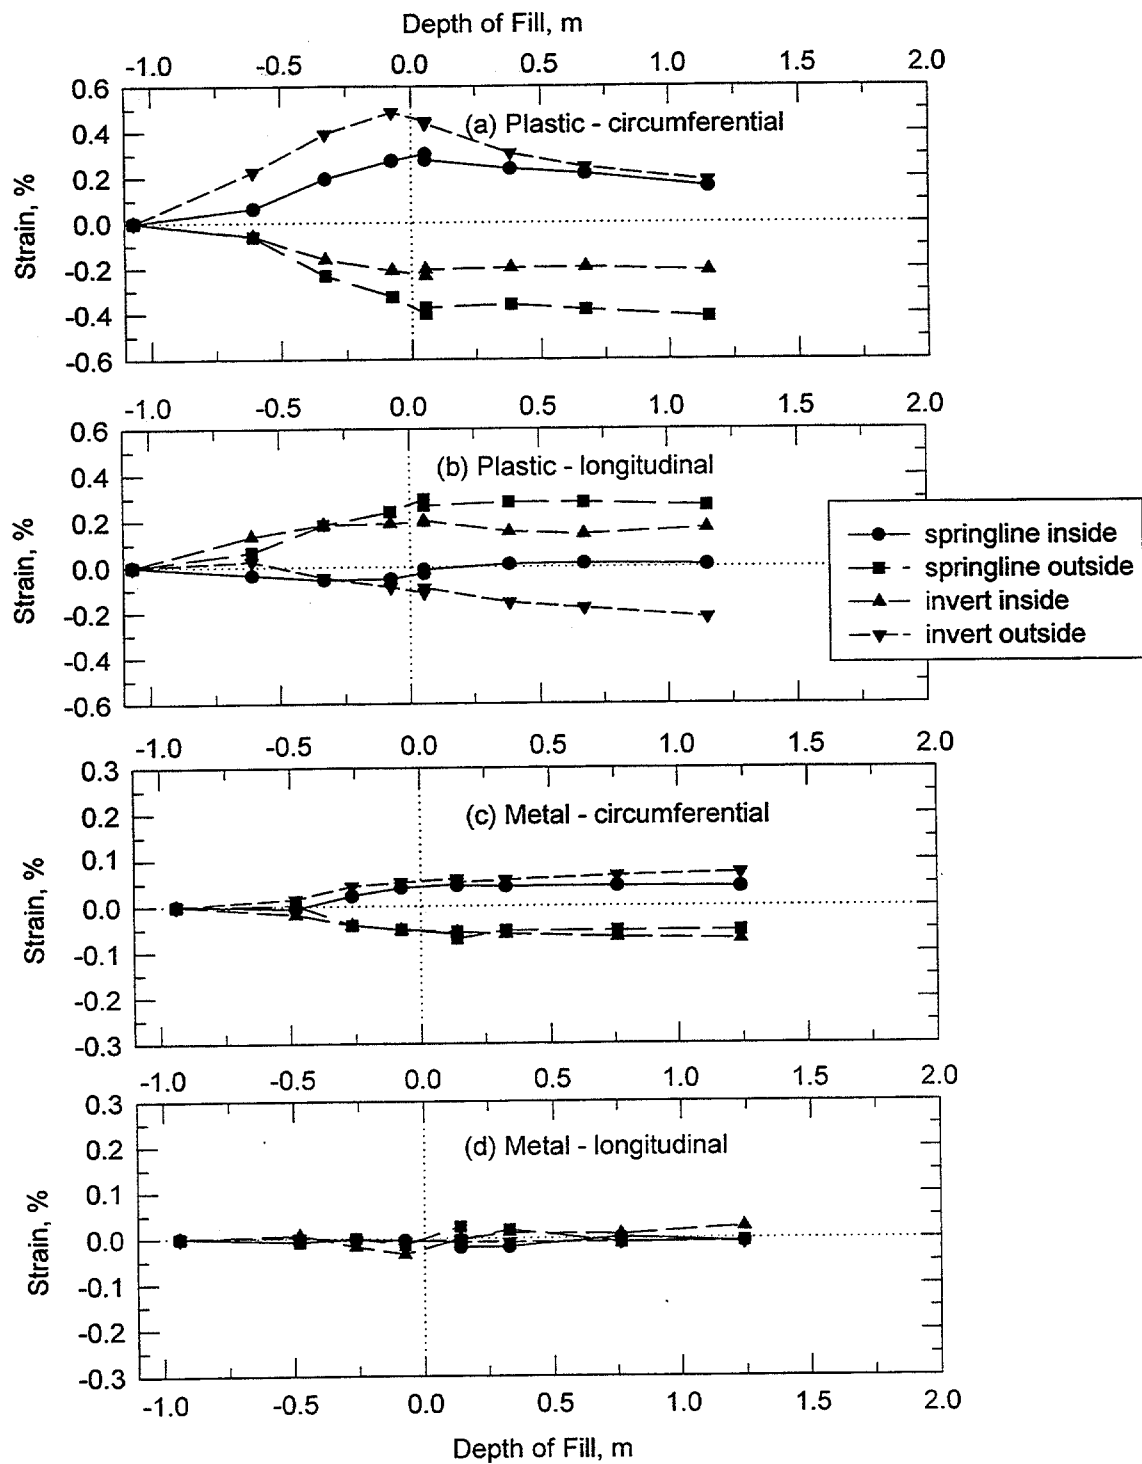 Depth of Fill, m
-1.0 -0.5 0.0 0.5 1.0 1.5 2.0
0.6
0.4
0.2
0.0
-0.2
-0.4
-0.6
Strain, %
(a) Plastic - circumferential
-1.0 -0.5 0.0 0.5 1.0 1.5 2.0
0.6
0.4
0.2
0.0
-0.2
-0.4
-0.6
Strain, %
(b) Plastic - longitudinal
springline inside
springline outside
invert inside
invert outside
-1.0 -0.5 0.0 0.5 1.0 1.5 2.0
0.3
0.2
0.1
0.0
-0.1
-0.2
-0.3
Strain, %
(c) Metal - circumferential
-1.0 -0.5 0.0 0.5 1.0 1.5 2.0
0.3
0.2
0.1
0.0
-0.1
-0.2
-0.3
Strain, %
(d) Metal - longitudinal
-1.0 -0.5 0.0 0.5 1.0 1.5 2.0
Depth of Fill, m